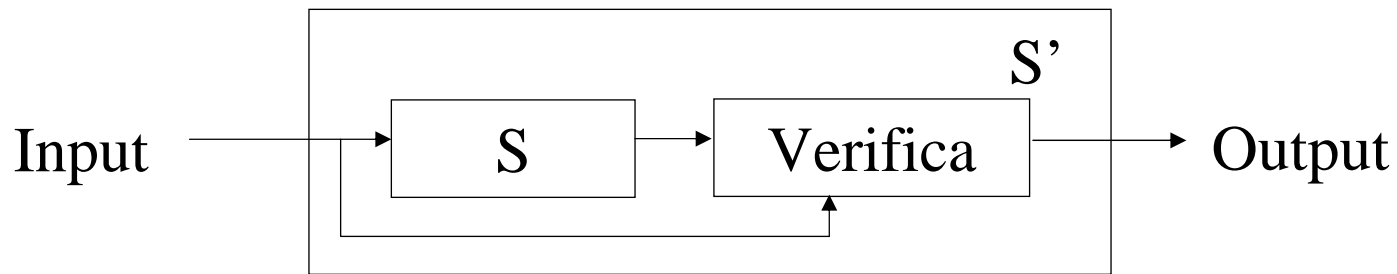 S’
Input
S
Verifica
Output